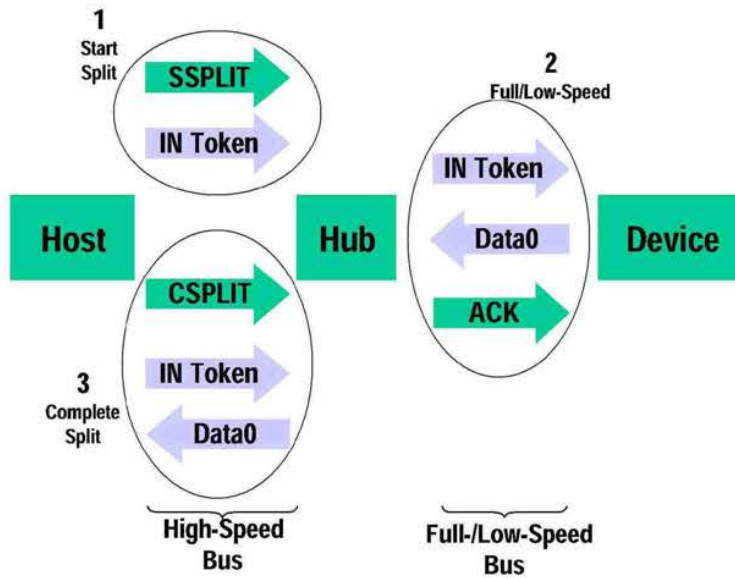 1
Start
Split
SSPLIT
IN Token
2
Full/Low-Speed
IN Token
Data0
ACK
Host
Hub
Device
CSPLIT
IN Token
Data0
3
Complete
Split
High-Speed
Bus
Full-/Low-Speed
Bus